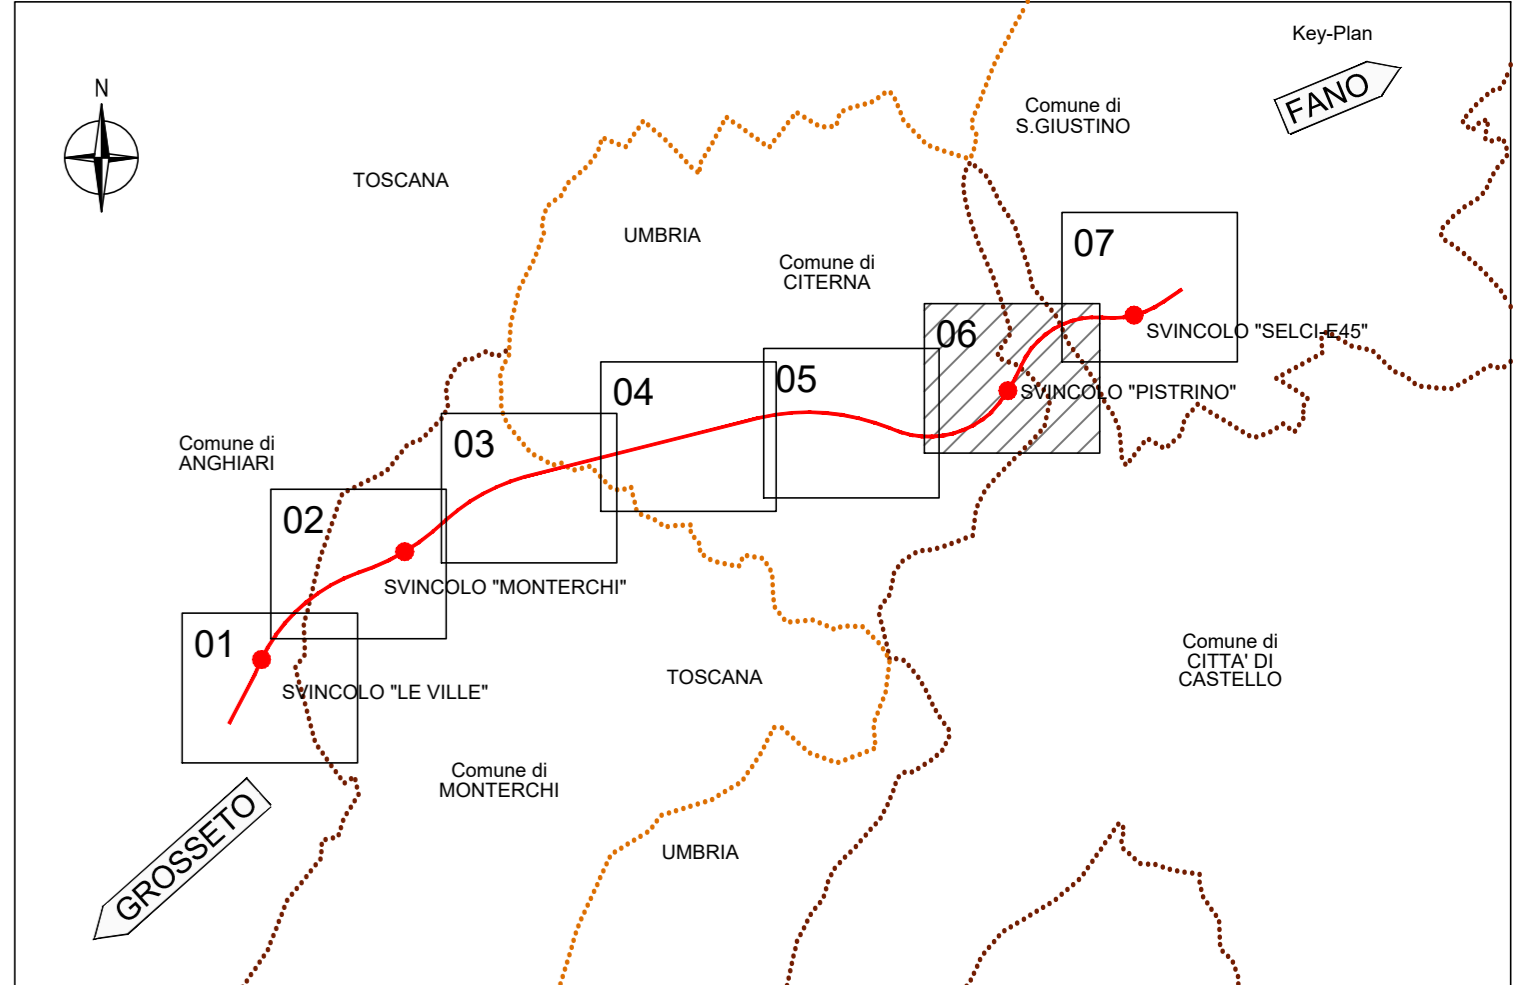 Key-Plan
N
FANO
Comune di
S.GIUSTINO
TOSCANA
UMBRIA
Comune di
CITERNA
07
06
SVINCOLO "SELCI-E45"
05
04
SVINCOLO "PISTRINO"
Comune di
ANGHIARI
03
02
SVINCOLO "MONTERCHI"
01
SVINCOLO "LE VILLE"
TOSCANA
Comune di
CITTA' DI
CASTELLO
Comune di
MONTERCHI
GROSSETO
UMBRIA